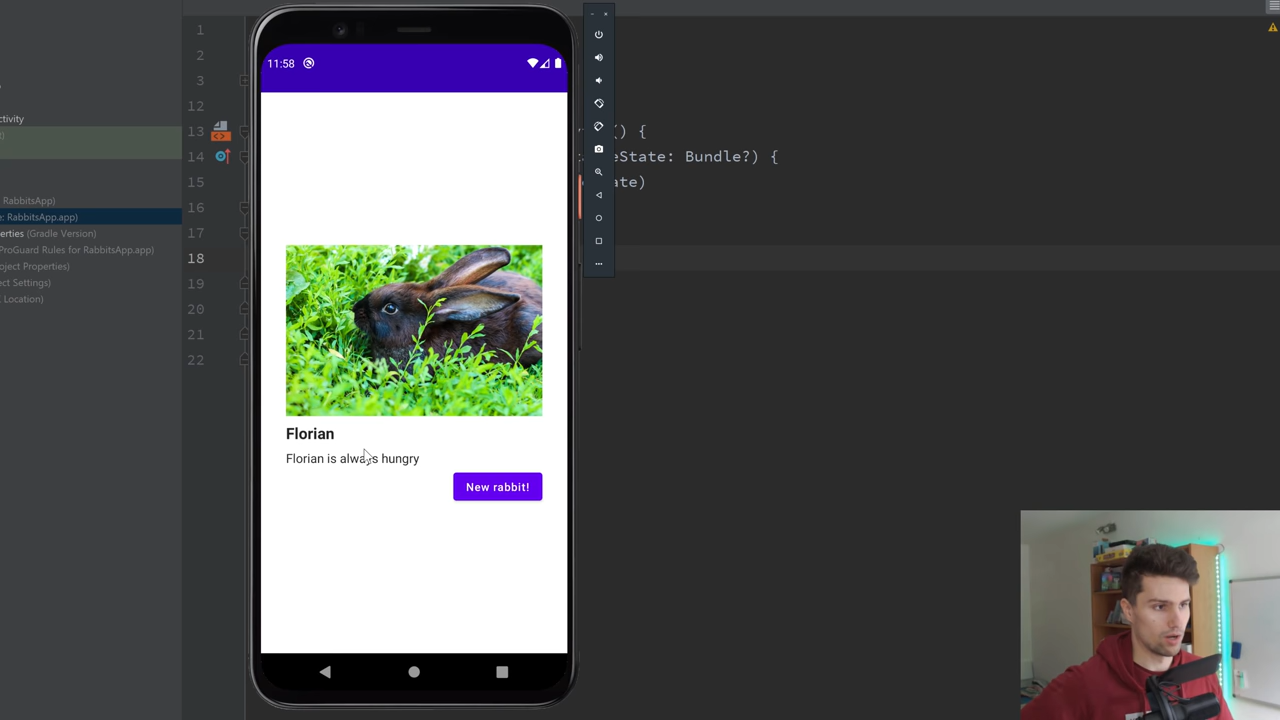 ctivity
RabbitsApp)
: RabbitsApp.app)
erties (Gradle Version)
ProGuard Rules for RabbitsApp.app)
oject Properties)
ct Settings)
Location)
1
2
3
12
13
14
15
16
17
18
19
20
21
22
() {
eState: Bundle?) {
ate)
11:58
Florian
Florian is always hungry
New rabbit!